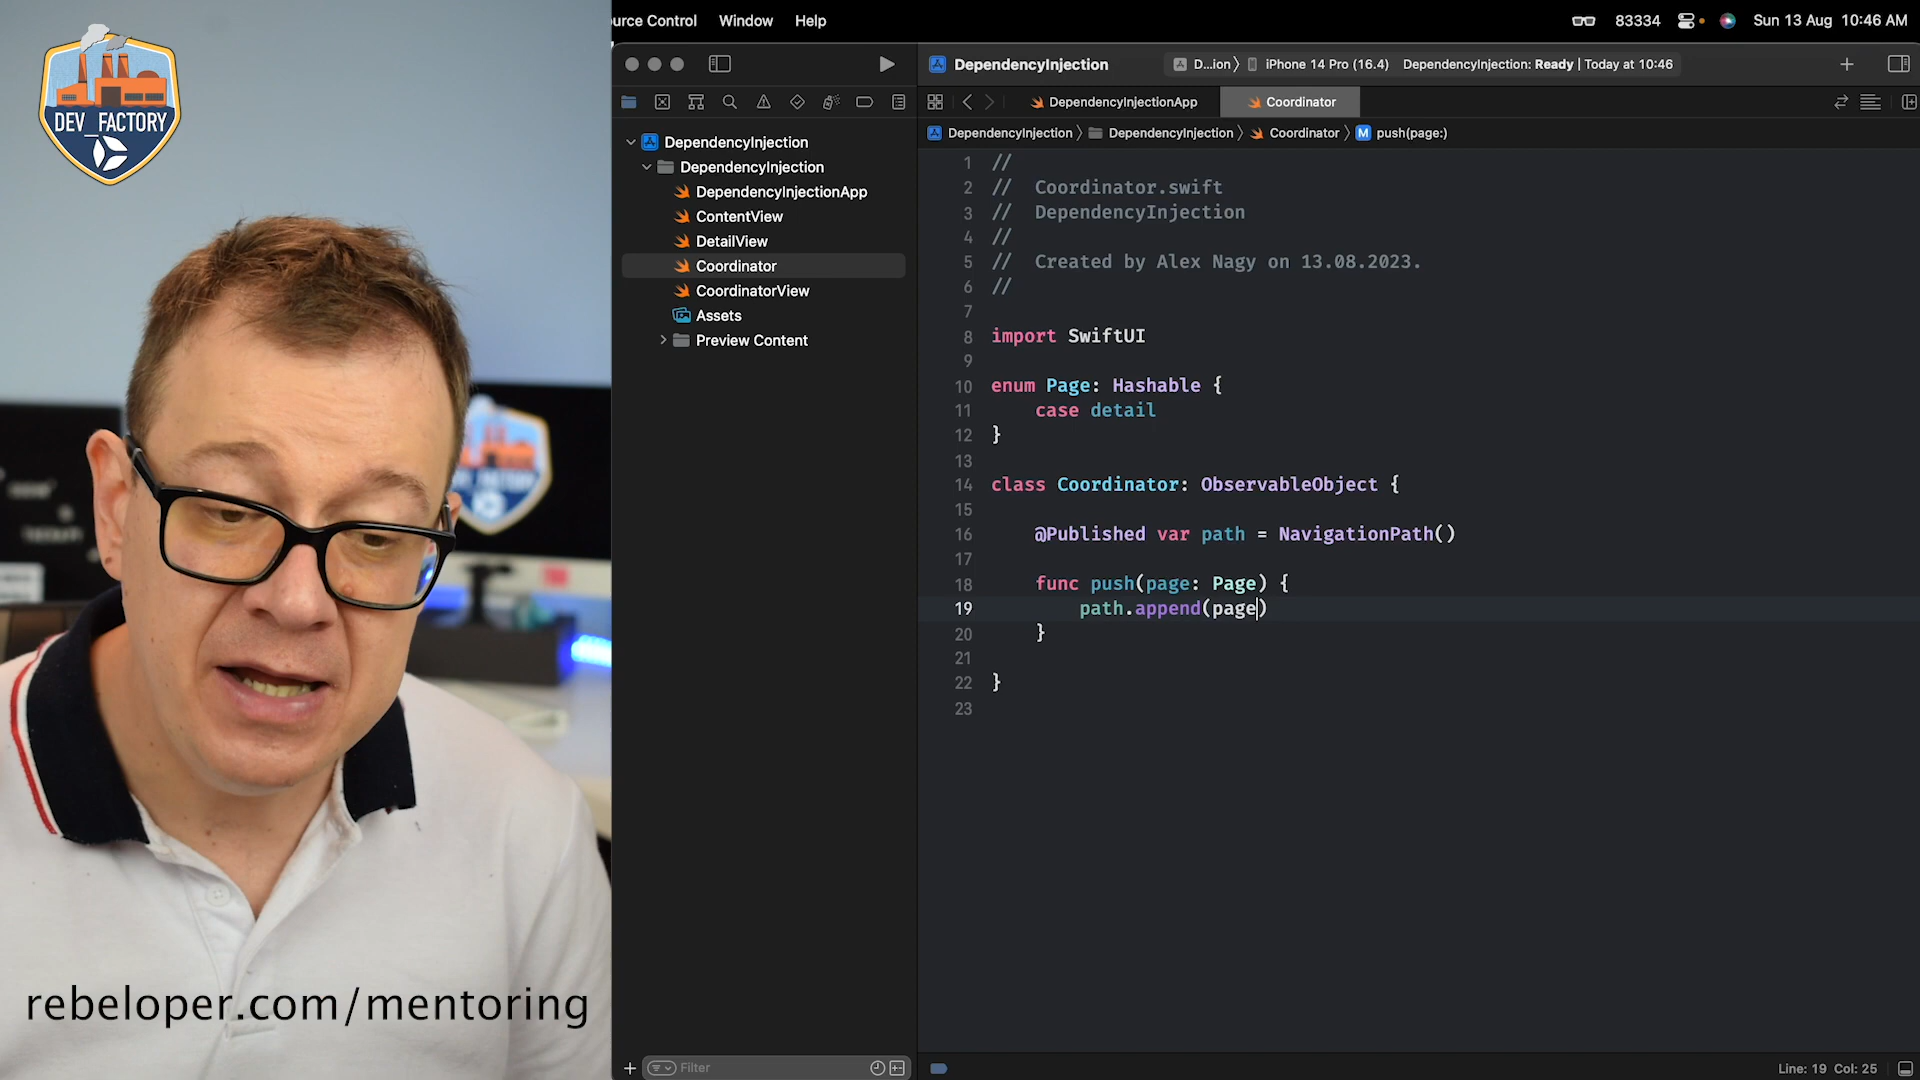 DEV_FACTORY
rebeloper.com/mentoring
urce Control Window Help
83334 Sun 13 Aug 10:46 AM
DependencyInjection D...ion iPhone 14 Pro (16.4) DependencyInjection: Ready | Today at 10:46
DependencyInjectionApp Coordinator
DependencyInjection DependencyInjection Coordinator M push(page:)
DependencyInjection
DependencyInjection
DependencyInjectionApp
ContentView
DetailView
Coordinator
CoordinatorView
Assets
Preview Content
Filter
1 //
2 // Coordinator.swift
3 // DependencyInjection
4 //
5 // Created by Alex Nagy on 13.08.2023.
6 //
7
8 import SwiftUI
9
10 enum Page: Hashable {
11 case detail
12 }
13
14 class Coordinator: ObservableObject {
15
16 @Published var path = NavigationPath()
17
18 func push(page: Page) {
19 path.append(page)
20 }
21
22 }
23
Line: 19 Col: 25